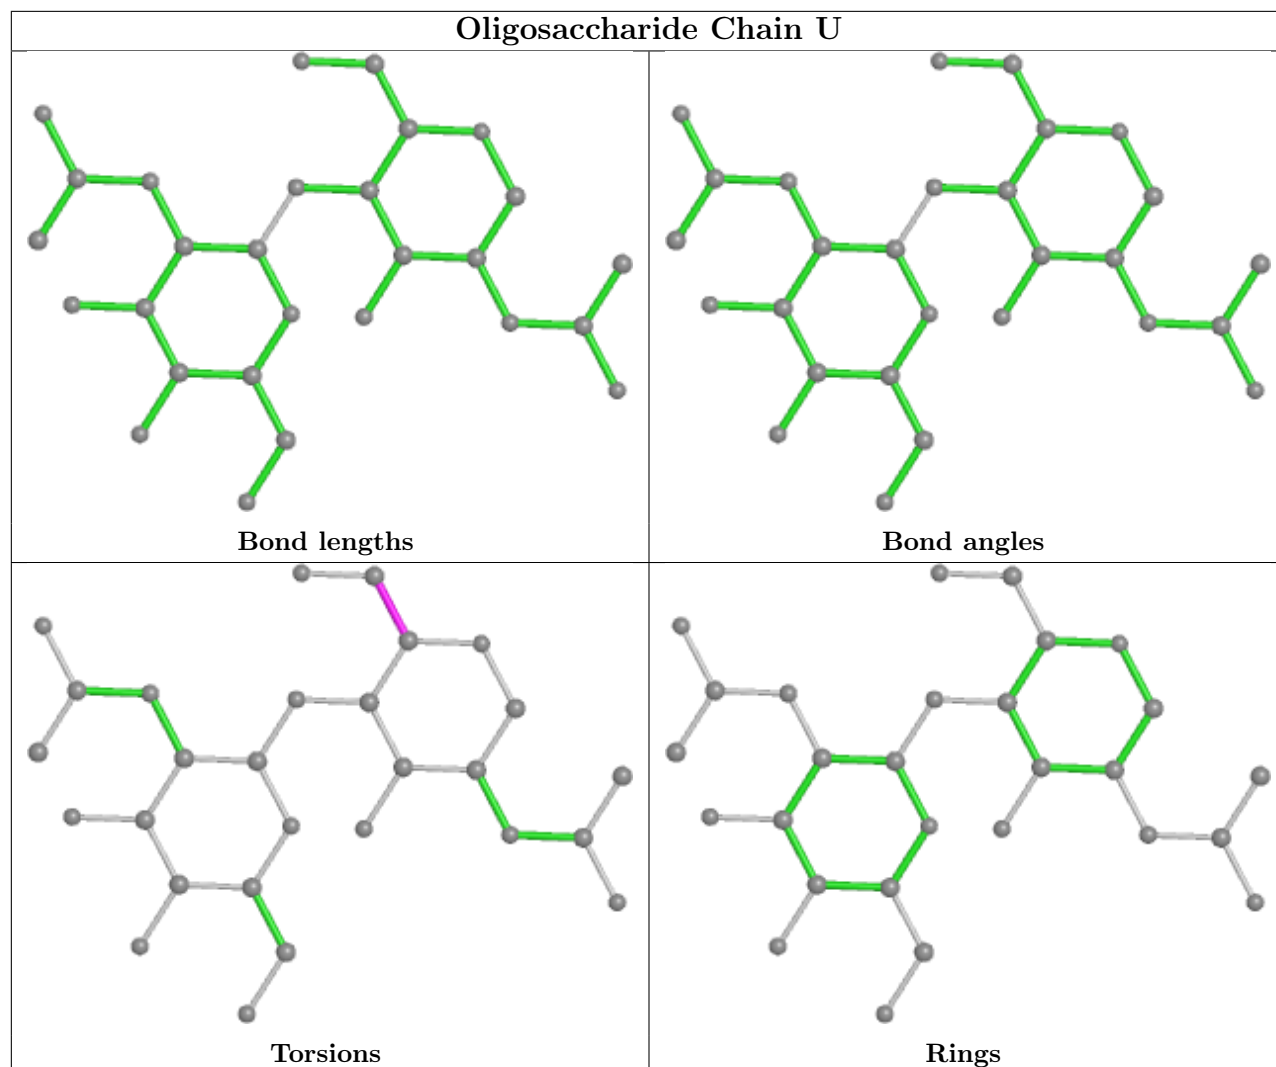 Oligosaccharide Chain U
Bond lengths
Bond angles
Torsions
Rings